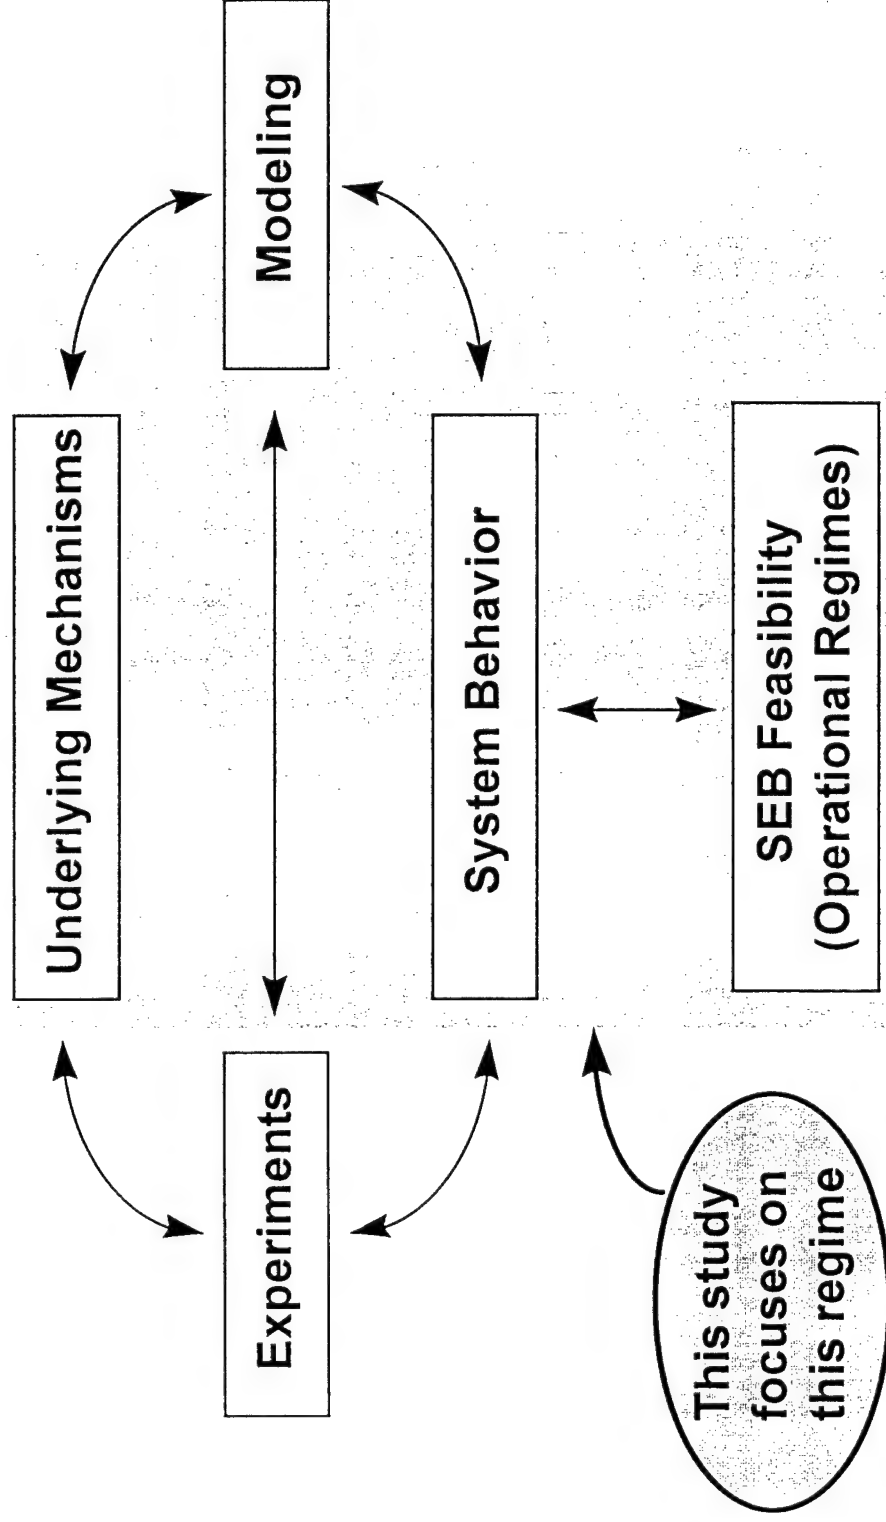 Underlying Mechanisms
Experiments
Modeling
System Behavior
SEB Feasibility
(Operational Regimes)
This study
focuses on
this regime